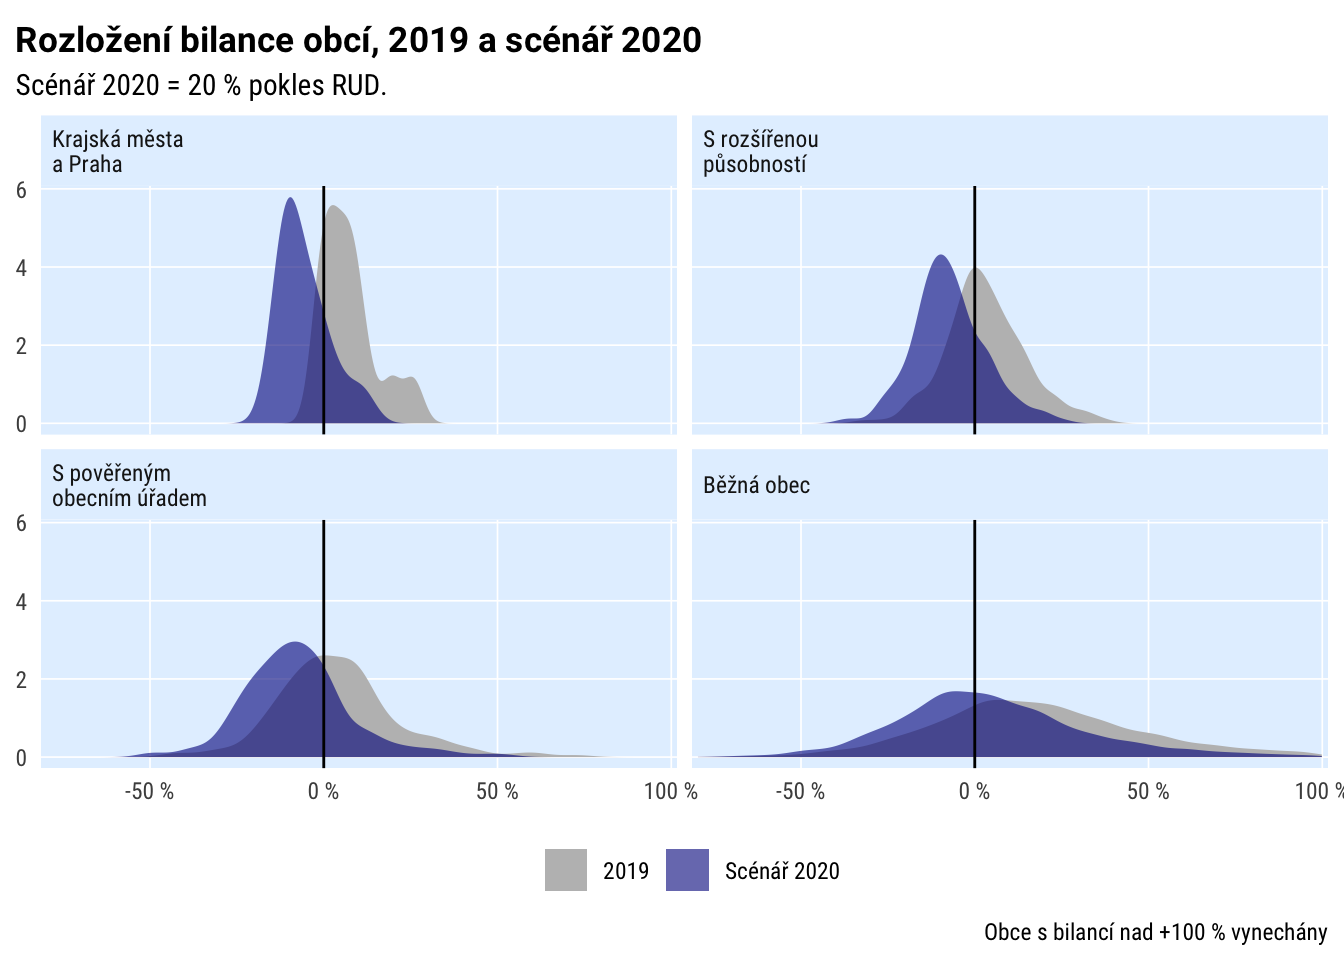 Rozložení bilance obcí, 2019 a scénář 2020
Scénář 2020 = 20 % pokles RUD.
Krajská města
a Praha
S rozšířenou
působností
6
4
2
0
S pověřeným
obecním úřadem
Běžná obec
6
4
2
0
-50 %
0 %
50 %
100 %
-50 %
0 %
50 %
100 %
2019
Scénář 2020
Obce s bilancí nad +100 % vynechány